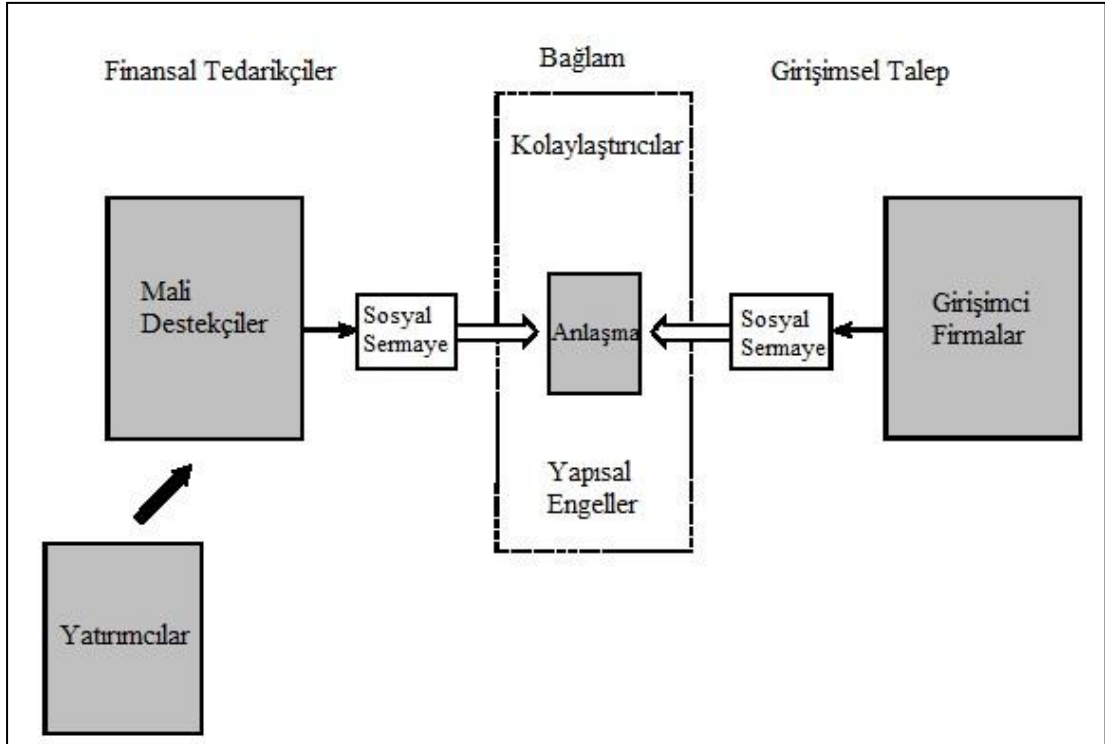 Finansal Tedarikçiler
Bağlam
Girişimsel Talep
Kolaylaştırıcılar
Mali
Destekçiler
Sosyal
Sermaye
Anlaşma
Sosyal
Sermaye
Girişimci
Firmalar
Yapısal
Engeller
Yatırımcılar